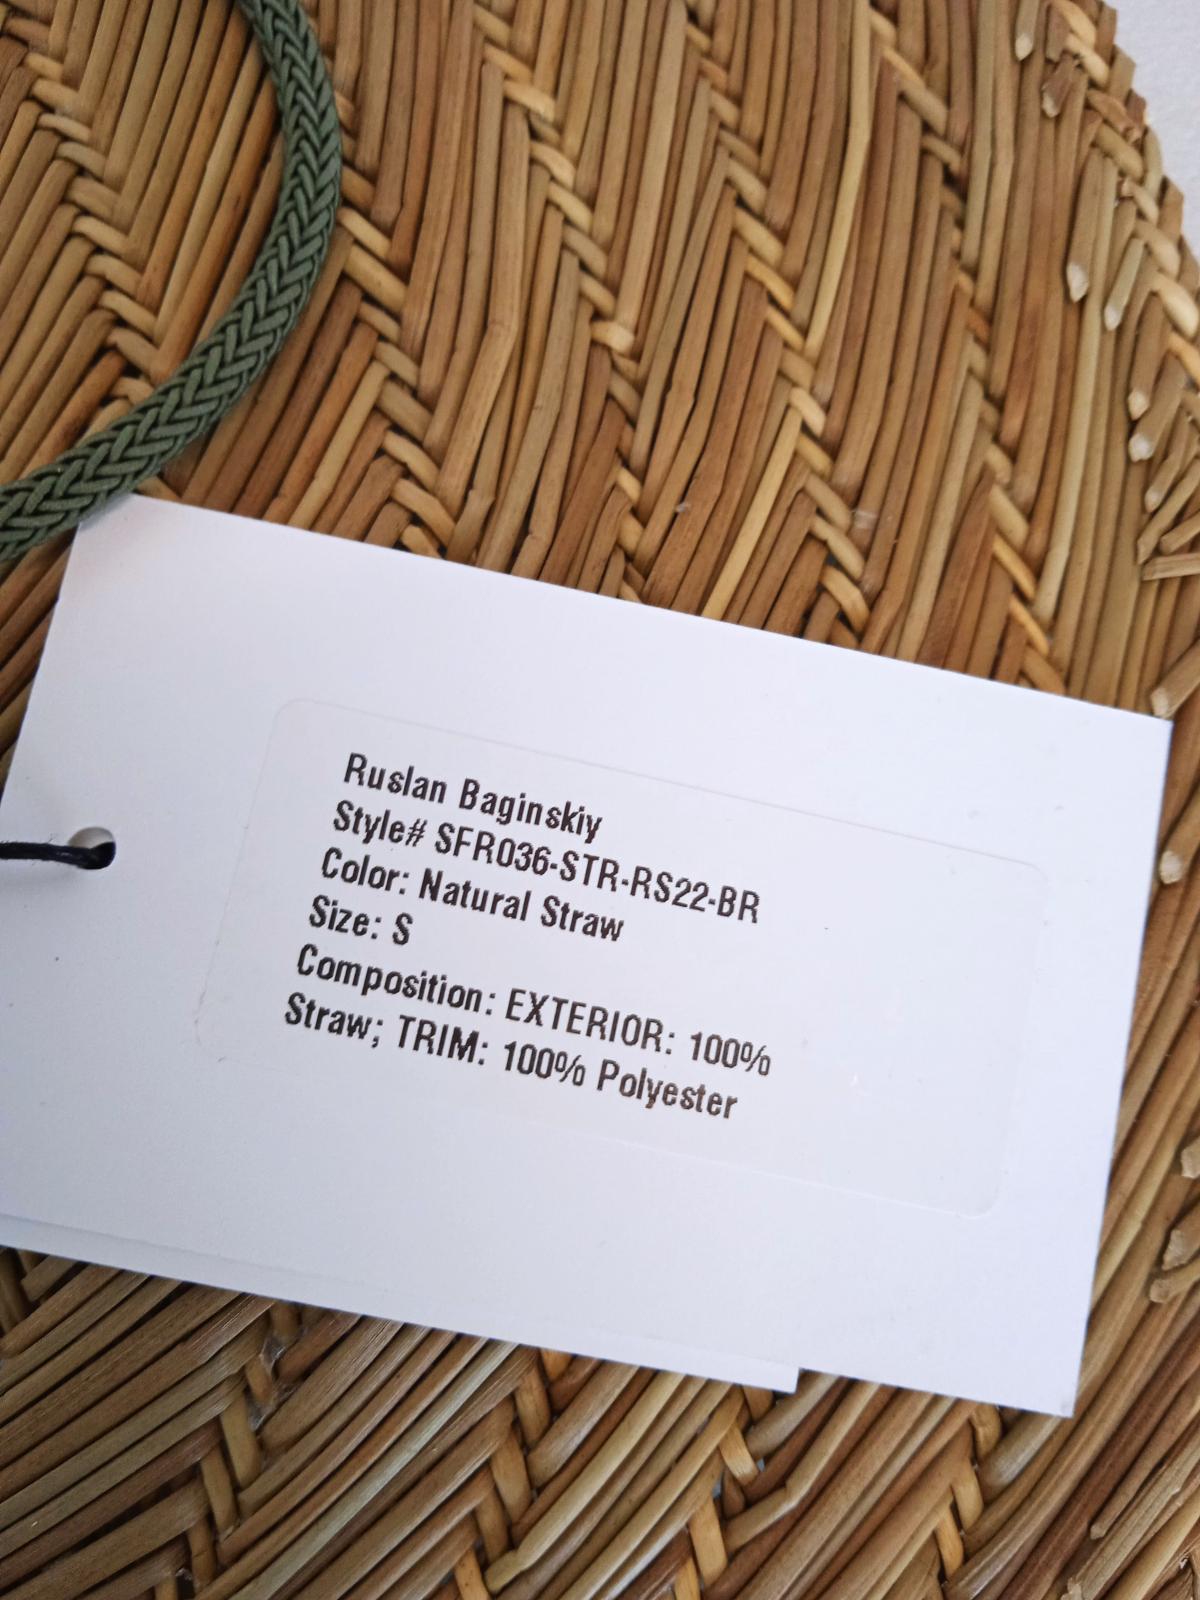 Ruslan Baginskiy
Style# SFR036-STR-RS22-BR
Color: Natural Straw
Size: S
Composition: EXTERIOR: 100%
Straw; TRIM: 100% Polyester